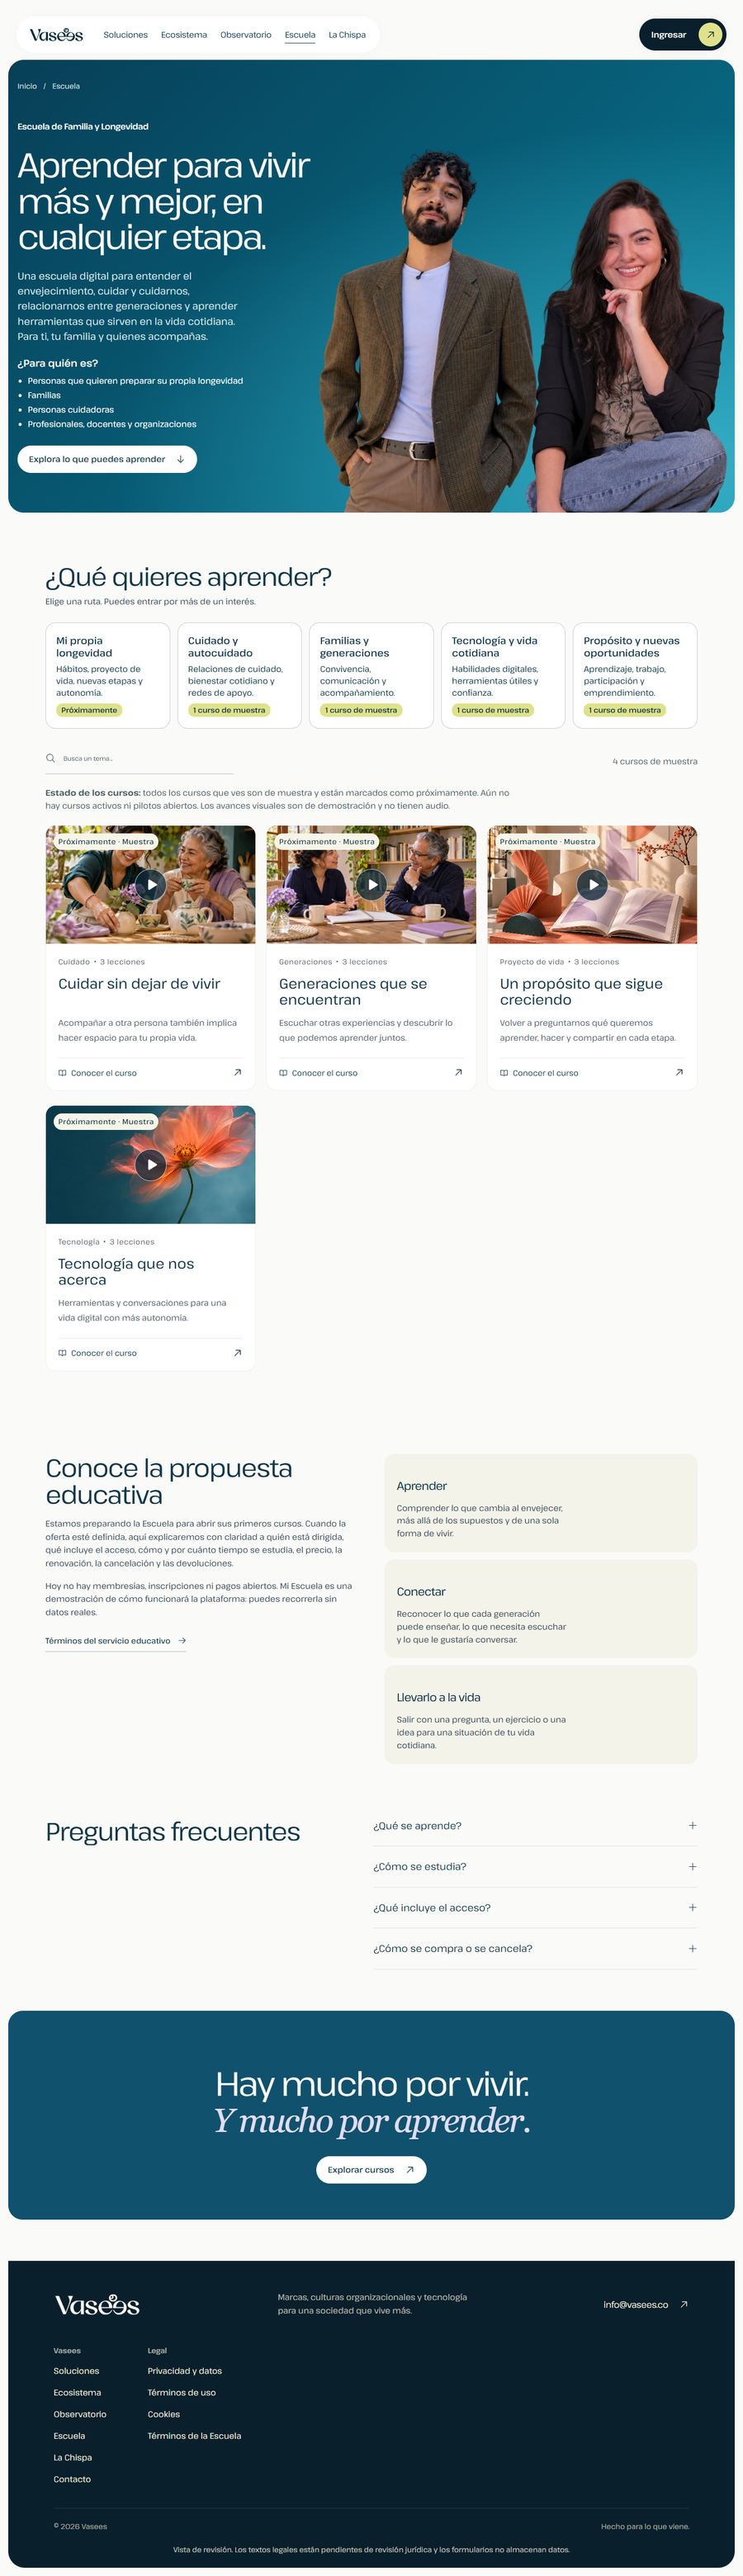 Vasees
Soluciones
Ecosistema
Observatorio
Escuela
La Chispa
Ingresar
Inicio / Escuela
Escuela de Familia y Longevidad
Aprender para vivir
más y mejor, en
cualquier etapa.
Una escuela digital para entender el
envejecimiento, cuidar y cuidarnos,
relacionarnos entre generaciones y aprender
herramientas que sirven en la vida cotidiana.
Para ti, tu familia y quienes acompañas.
¿Para quién es?
• Personas que quieren preparar su propia longevidad
• Familias
• Personas cuidadoras
• Profesionales, docentes y organizaciones
Explora lo que puedes aprender
¿Qué quieres aprender?
Elige una ruta. Puedes entrar por más de un interés.
Mi propia
longevidad
Hábitos, proyecto de
vida, nuevas etapas y
autonomía.
Próximamente
Cuidado y
autocuidado
Relaciones de cuidado,
bienestar cotidiano y
redes de apoyo.
1 curso de muestra
Familias y
generaciones
Convivencia,
comunicación y
acompañamiento.
1 curso de muestra
Tecnología y vida
cotidiana
Habilidades digitales,
herramientas útiles y
confianza.
1 curso de muestra
Propósito y nuevas
oportunidades
Aprendizaje, trabajo,
participación y
emprendimiento.
1 curso de muestra
Busca un tema...
4 cursos de muestra
Estado de los cursos: todos los cursos que ves son de muestra y están marcados como próximamente. Aún no
hay cursos activos ni pilotos abiertos. Los avances visuales son de demostración y no tienen audio.
Próximamente · Muestra
Cuidado • 3 lecciones
Cuidar sin dejar de vivir
Acompañar a otra persona también implica
hacer espacio para tu propia vida.
Conocer el curso
Próximamente · Muestra
Generaciones • 3 lecciones
Generaciones que se
encuentran
Escuchar otras experiencias y descubrir lo
que podemos aprender juntos.
Conocer el curso
Próximamente · Muestra
Proyecto de vida • 3 lecciones
Un propósito que sigue
creciendo
Volver a preguntarnos qué queremos
aprender, hacer y compartir en cada etapa.
Conocer el curso
Próximamente · Muestra
Tecnología • 3 lecciones
Tecnología que nos
acerca
Herramientas y conversaciones para una
vida digital con más autonomía.
Conocer el curso
Conoce la propuesta
educativa
Estamos preparando la Escuela para abrir sus primeros cursos. Cuando la
oferta esté definida, aquí explicaremos con claridad a quién está dirigida,
qué incluye el acceso, cómo y por cuánto tiempo se estudia, el precio, la
renovación, la cancelación y las devoluciones.
Hoy no hay membresías, inscripciones ni pagos abiertos. Mi Escuela es una
demostración de cómo funcionará la plataforma: puedes recorrerla sin
datos reales.
Términos del servicio educativo
Aprender
Comprender lo que cambia al envejecer,
más allá de los supuestos y de una sola
forma de vivir.
Conectar
Reconocer lo que cada generación
puede enseñar, lo que necesita escuchar
y lo que le gustaría conversar.
Llevarlo a la vida
Salir con una pregunta, un ejercicio o una
idea para una situación de tu vida
cotidiana.
Preguntas frecuentes
¿Qué se aprende?
¿Cómo se estudia?
¿Qué incluye el acceso?
¿Cómo se compra o se cancela?
Hay mucho por vivir.
Y mucho por aprender.
Explorar cursos
Vasees
Marcas, culturas organizacionales y tecnología
para una sociedad que vive más.
info@vasees.co
Vasees
Soluciones
Ecosistema
Observatorio
Escuela
La Chispa
Contacto
Legal
Privacidad y datos
Términos de uso
Cookies
Términos de la Escuela
© 2026 Vasees
Hecho para lo que viene.
Vista de revisión. Los textos legales están pendientes de revisión jurídica y los formularios no almacenan datos.